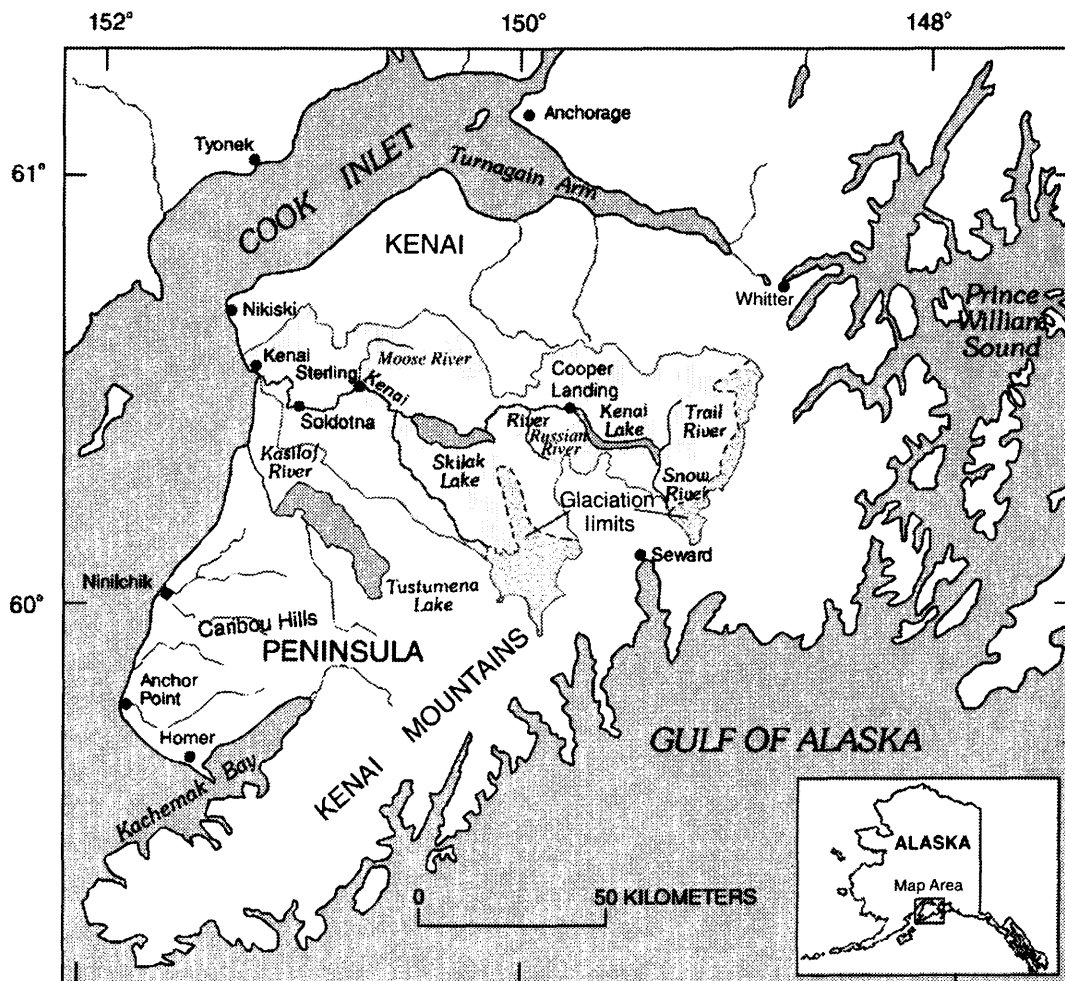 152°
150°
148°
Anchorage
Tyonek
61°
COOK INLET
Turnagain Arm
KENAI
Whitter
Nikiski
Prince
William
Sound
Kenai
Moose River
Sterling
Kenai
Cooper
Landing
Soldotna
River
Kenai
Lake
Trail
River
Russian
River
Kasilof
River
Skilak
Lake
Snow
River
Glaciation
limits
Seward
Ninilchik
Tustumena
Lake
60°
Caribou Hills
PENINSULA
Anchor
Point
Homer
Kachemak Bay
KENAI MOUNTAINS
GULF OF ALASKA
ALASKA
Map Area
0 50 KILOMETERS